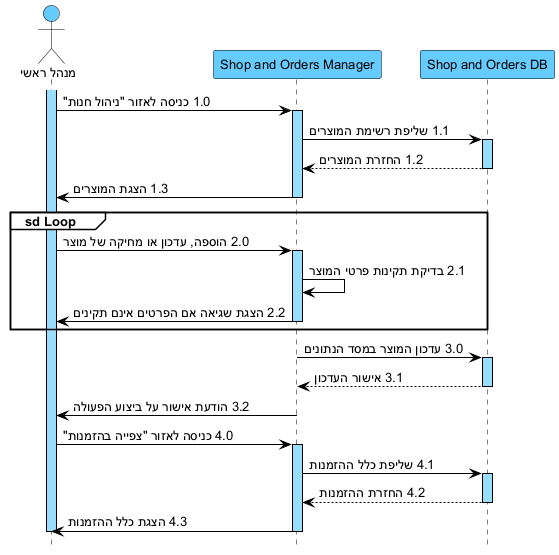 מנהל ראשי
Shop and Orders Manager
Shop and Orders DB
1.0 כניסה לאזור "ניהול חנות"
1.1 שליפת רשימת המוצרים
1.2 החזרת המוצרים
1.3 הצגת המוצרים
sd Loop
2.0 הוספה, עדכון או מחיקה של מוצר
2.1 בדיקת תקינות פרטי המוצר
2.2 הצגת שגיאה אם הפרטים אינם תקינים
3.0 עדכון המוצר במסד הנתונים
3.1 אישור העדכון
3.2 הודעת אישור על ביצוע הפעולה
4.0 כניסה לאזור "צפייה בהזמנות"
4.1 שליפת כלל ההזמנות
4.2 החזרת ההזמנות
4.3 הצגת כלל ההזמנות